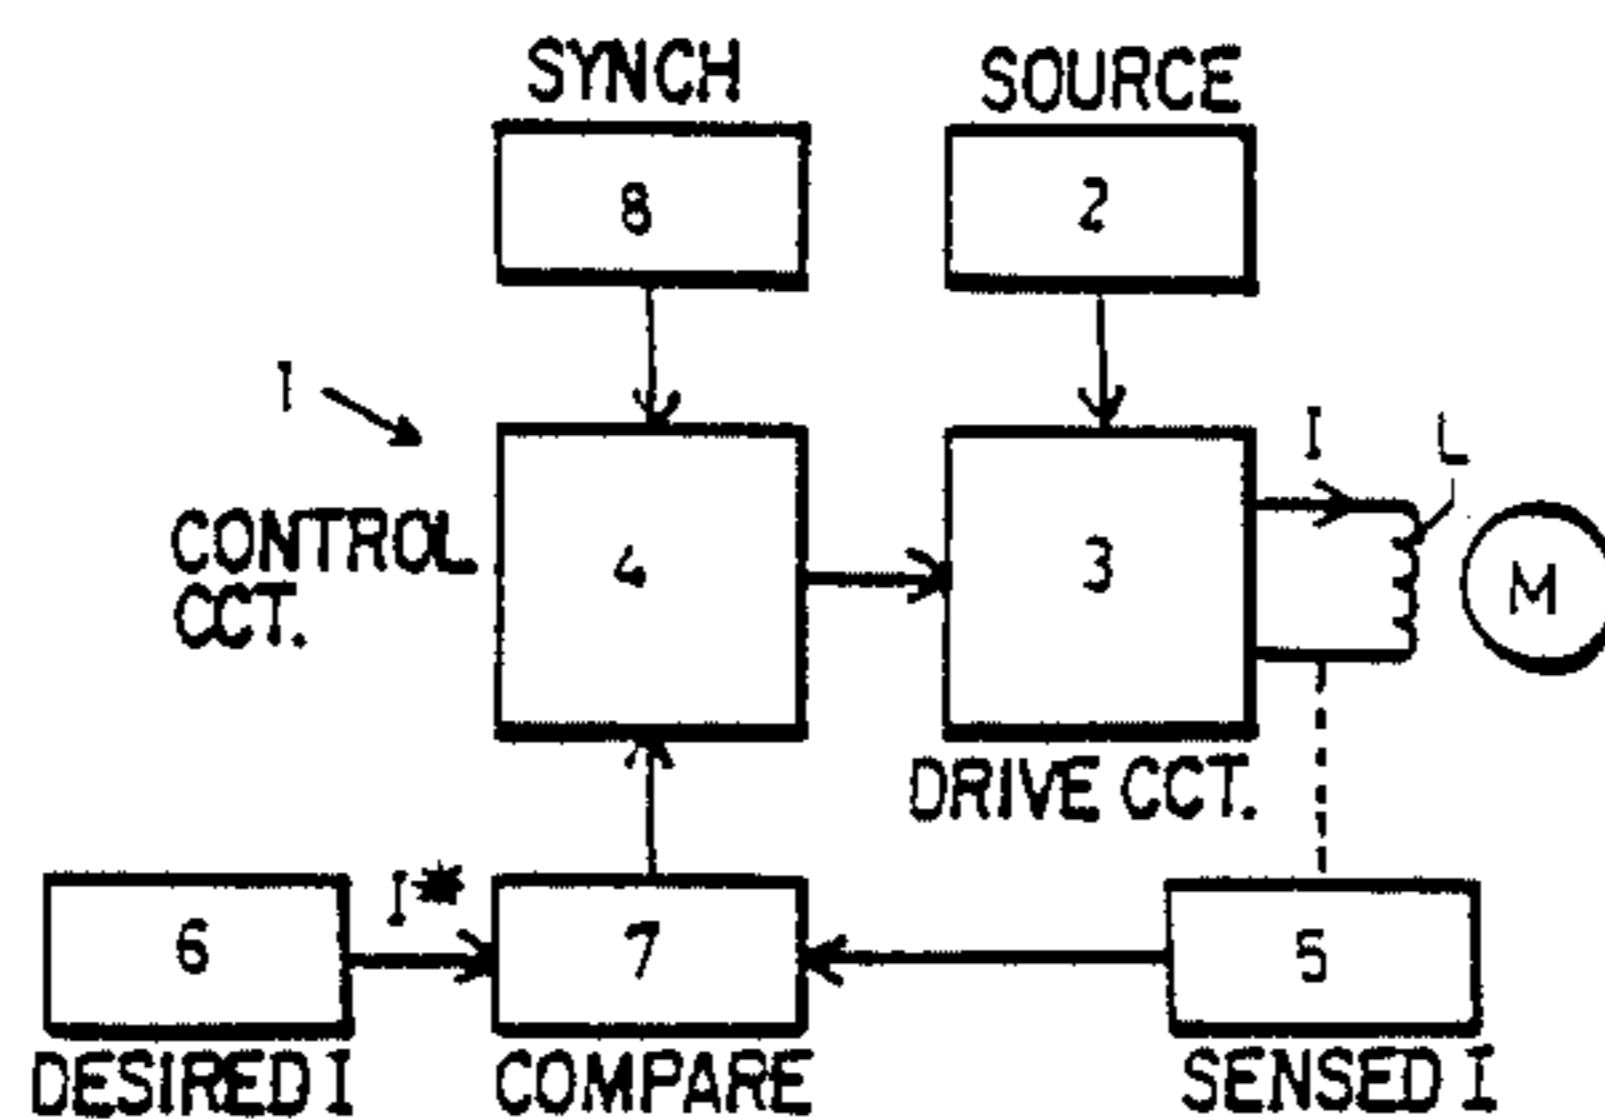 SYNCH
SOURCE
8
2
1
I
L
CONTROL
CCT.
4
3
M
DRIVE CCT.
6
I*
7
5
DESIRED I
COMPARE
SENSED I